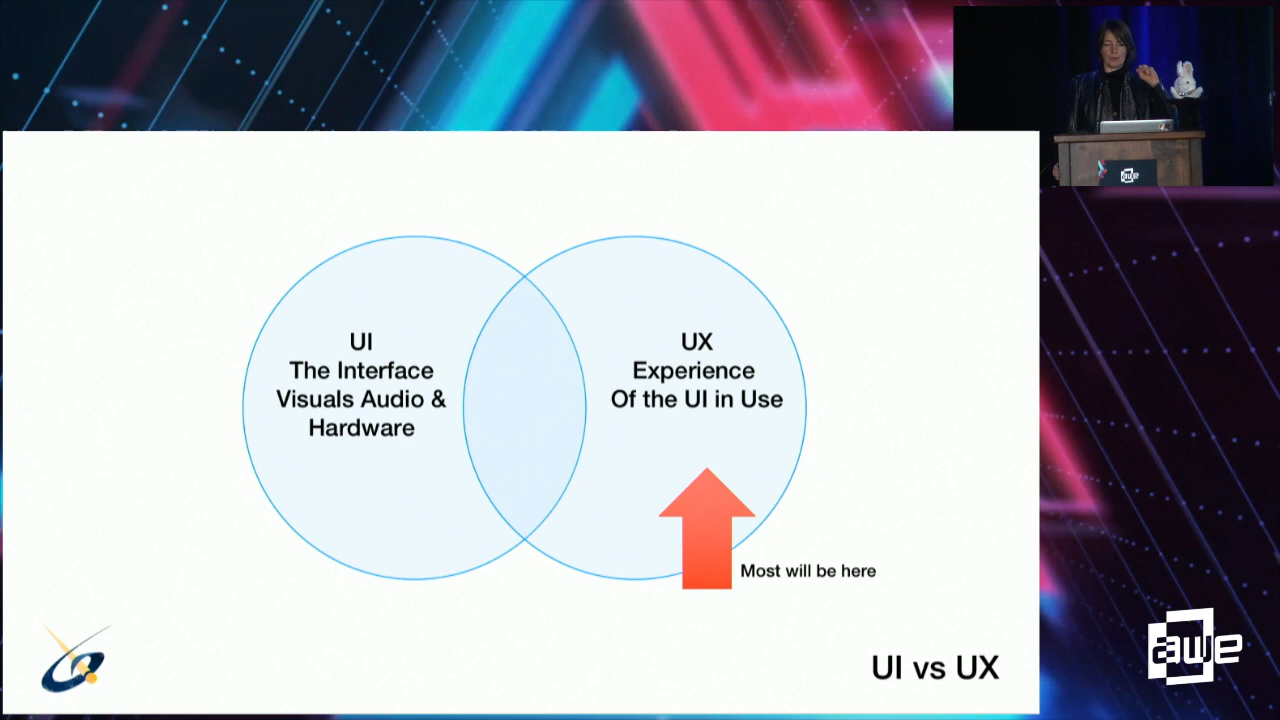 UI
The Interface
Visuals Audio &
Hardware
UX
Experience
Of the UI in Use
Most will be here
UI vs UX
awe
awe